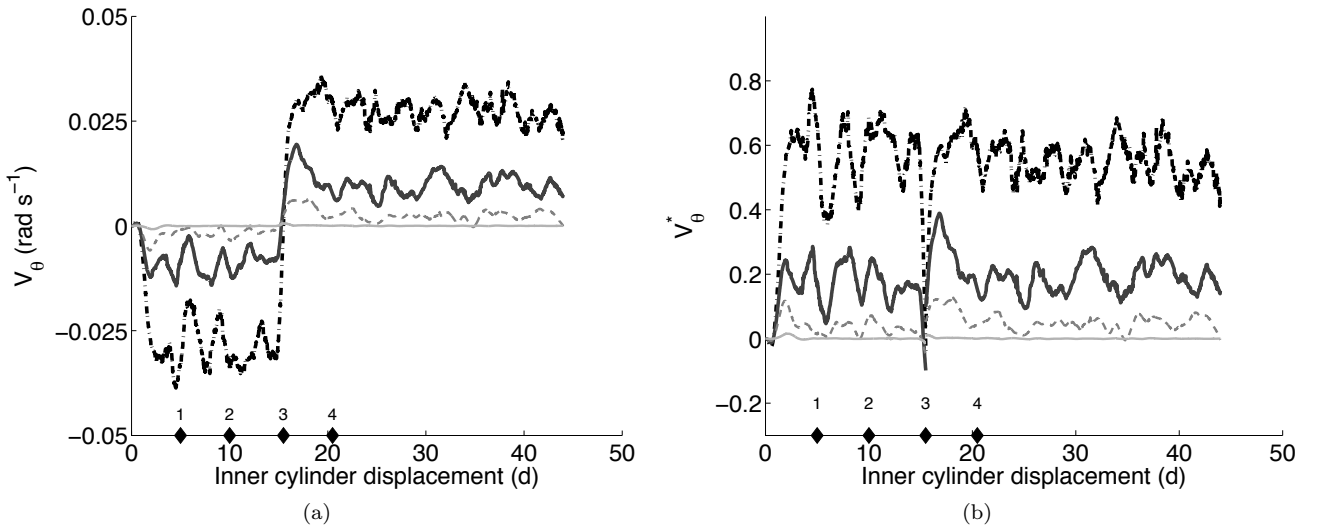 0.05
0.025
0
−0.025
−0.05
V_θ (rad s⁻¹)
1 2 3 4
0 10 20 30 40 50
Inner cylinder displacement (d)
(a)
0.8
0.6
0.4
0.2
0
−0.2
V_θ^*
1 2 3 4
0 10 20 30 40 50
Inner cylinder displacement (d)
(b)